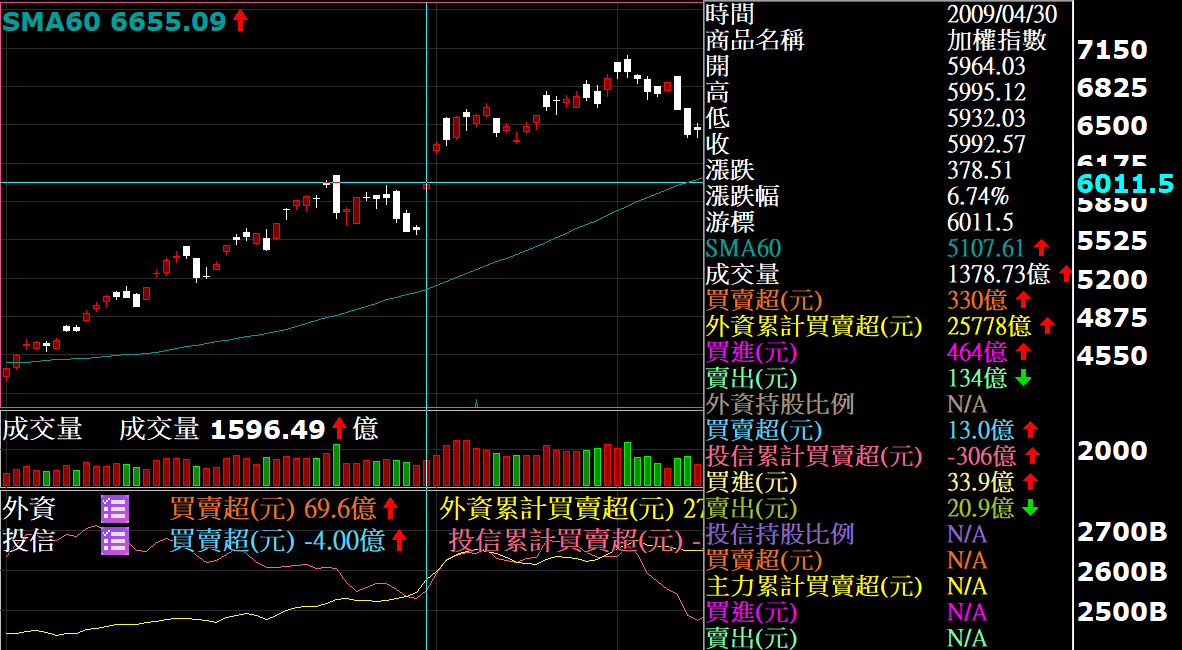 SMA60 6655.09
時間 2009/04/30
商品名稱 加權指數
開 5964.03
高 5995.12
低 5932.03
收 5992.57
漲跌 378.51
漲跌幅 6.74%
游標 6011.5
SMA60 5107.61
成交量 1378.73億
買賣超(元) 330億
外資累計買賣超(元) 25778億
買進(元) 464億
賣出(元) 134億
外資持股比例 N/A
買賣超(元) 13.0億
投信累計買賣超(元) -306億
買進(元) 33.9億
賣出(元) 20.9億
投信持股比例 N/A
買賣超(元) N/A
主力累計買賣超(元) N/A
買進(元) N/A
賣出(元) N/A
7150
6825
6500
6175
6011.5
5850
5525
5200
4875
4550
成交量 成交量 1596.49 億
2000
外資 買賣超(元) 69.6億 外資累計買賣超(元)
投信 買賣超(元) -4.00億 投信累計買賣超(元) -
2700B
2600B
2500B